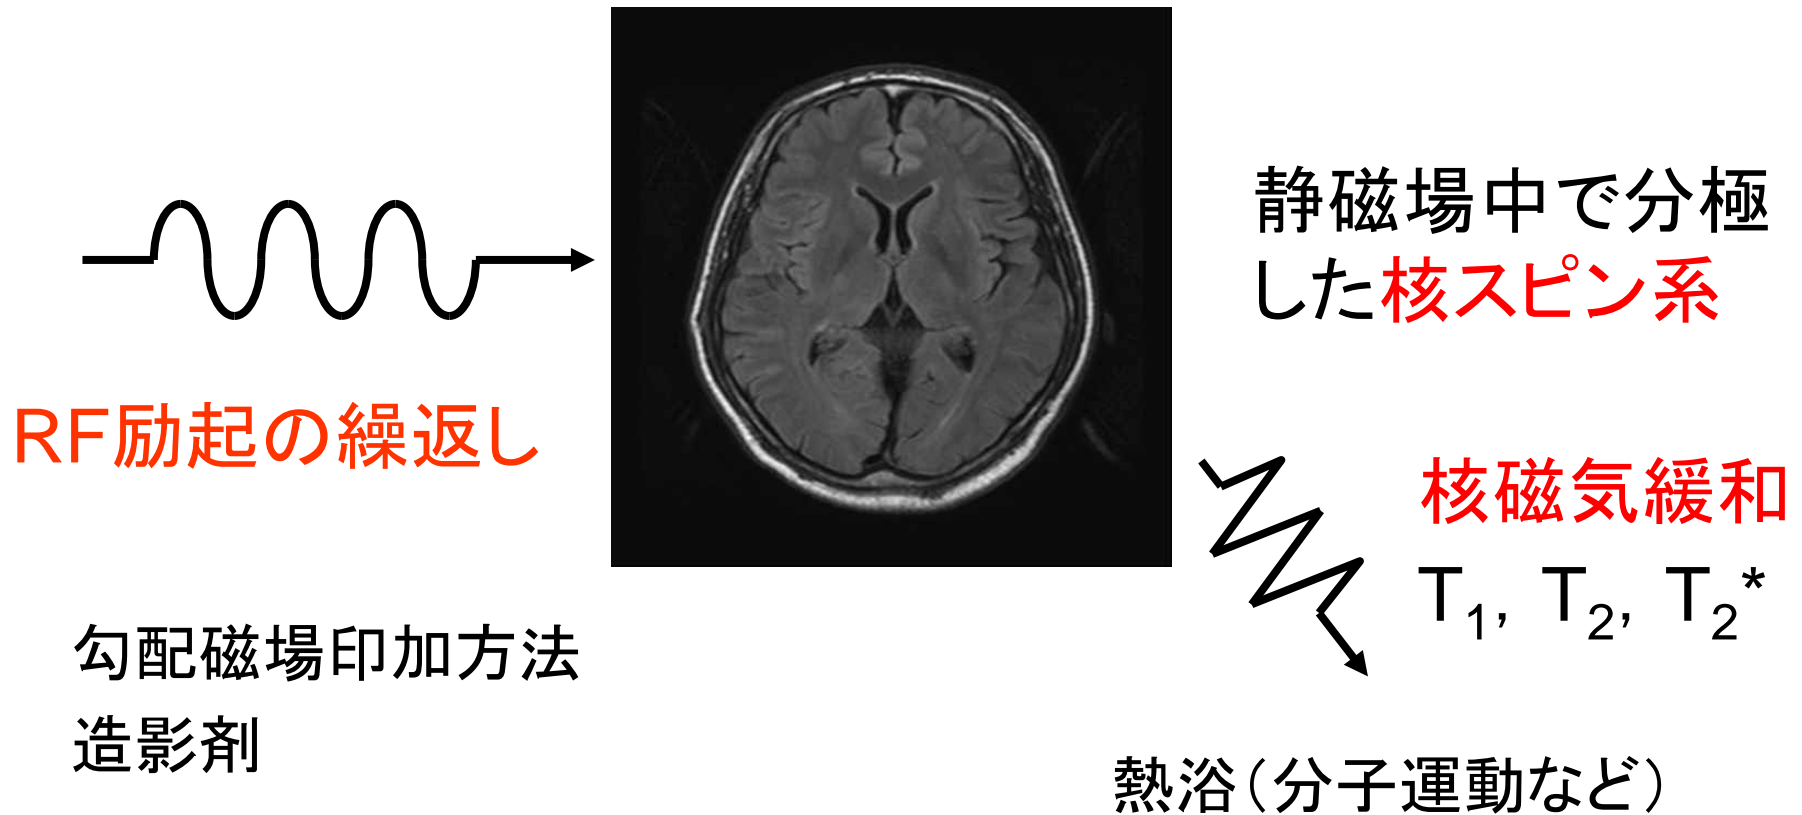 静磁場中で分極
した核スピン系
RF励起の繰返し
核磁気緩和
T1, T2, T2*
勾配磁場印加方法
造影剤
熱浴（分子運動など）